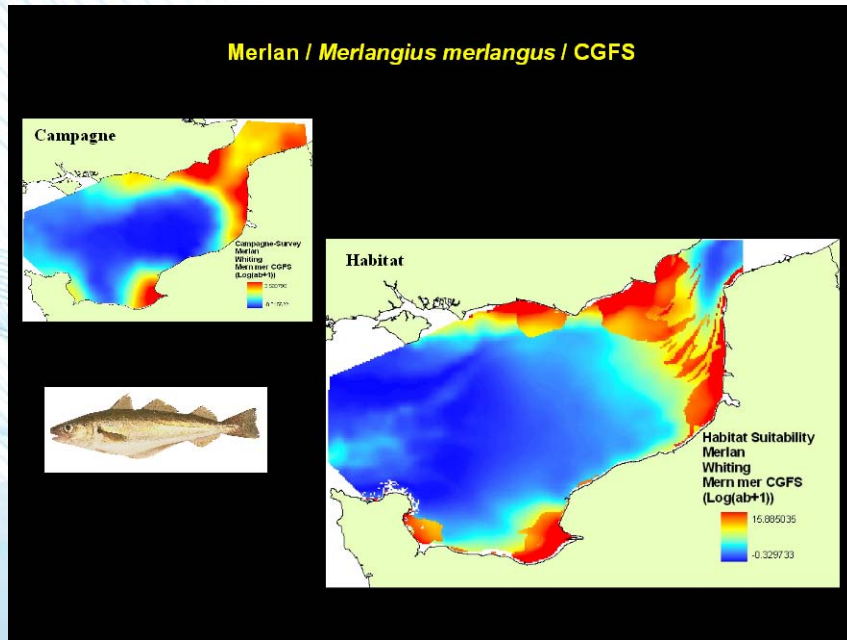 Merlan / Merlangius merlangus / CGFS
Campagne
Campagne-Survey
Merlan
Whiting
Mern mer CGFS
(Log(ab+1))
Habitat
Habitat Suitability
Merlan
Whiting
Mern mer CGFS
(Log(ab+1))
15.885035
-0.329733